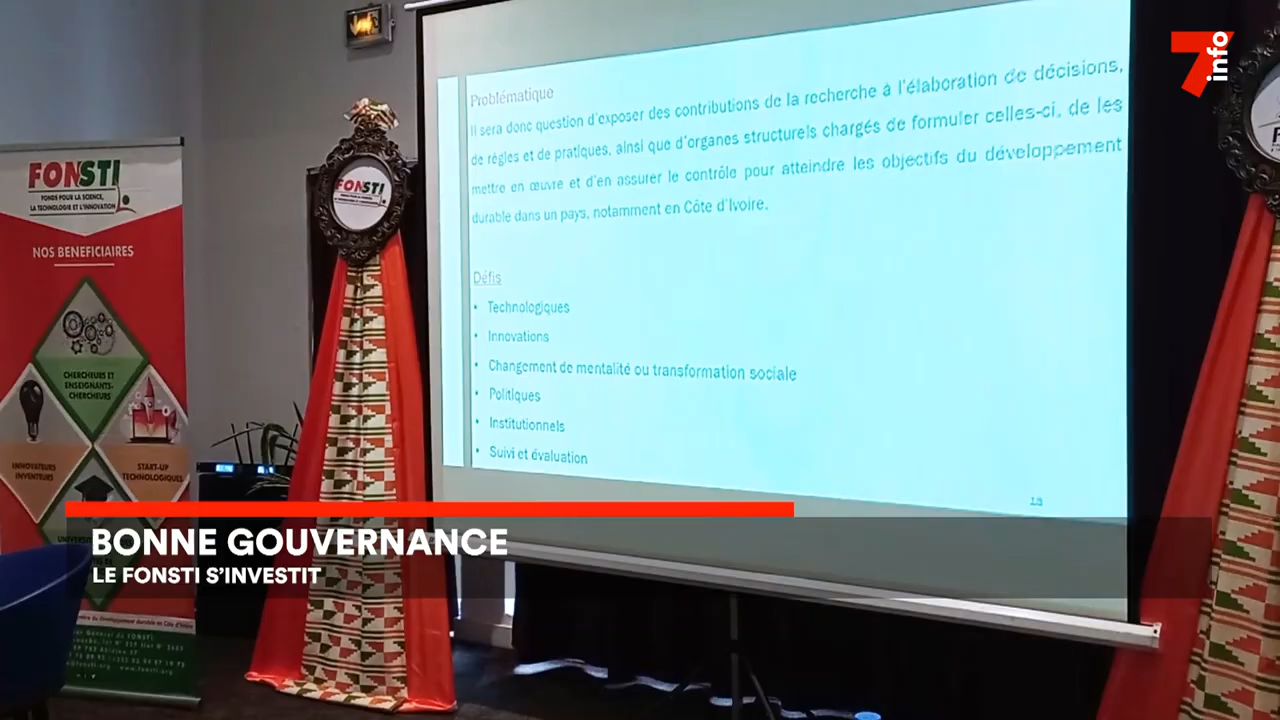 7
info
FONSTI
FONDS POUR LA SCIENCE,
LA TECHNOLOGIE ET L'INNOVATION
NOS BENEFICIAIRES
CHERCHEURS ET
ENSEIGNANTS-
CHERCHEURS
INNOVATEURS
INVENTEURS
START-UP
TECHNOLOGIQUES
www.fonsti.org
FONSTI
Problématique
Il sera donc question d'exposer des contributions de la recherche à l'élaboration de décisions,
de règles et de pratiques, ainsi que d'organes structurels chargés de formuler celles-ci, de les
mettre en œuvre et d'en assurer le contrôle pour atteindre les objectifs du développement
durable dans un pays, notamment en Côte d'Ivoire.
Défis
• Technologiques
• Innovations
• Changement de mentalité ou transformation sociale
• Politiques
• Institutionnels
• Suivi et évaluation
BONNE GOUVERNANCE
LE FONSTI S'INVESTIT